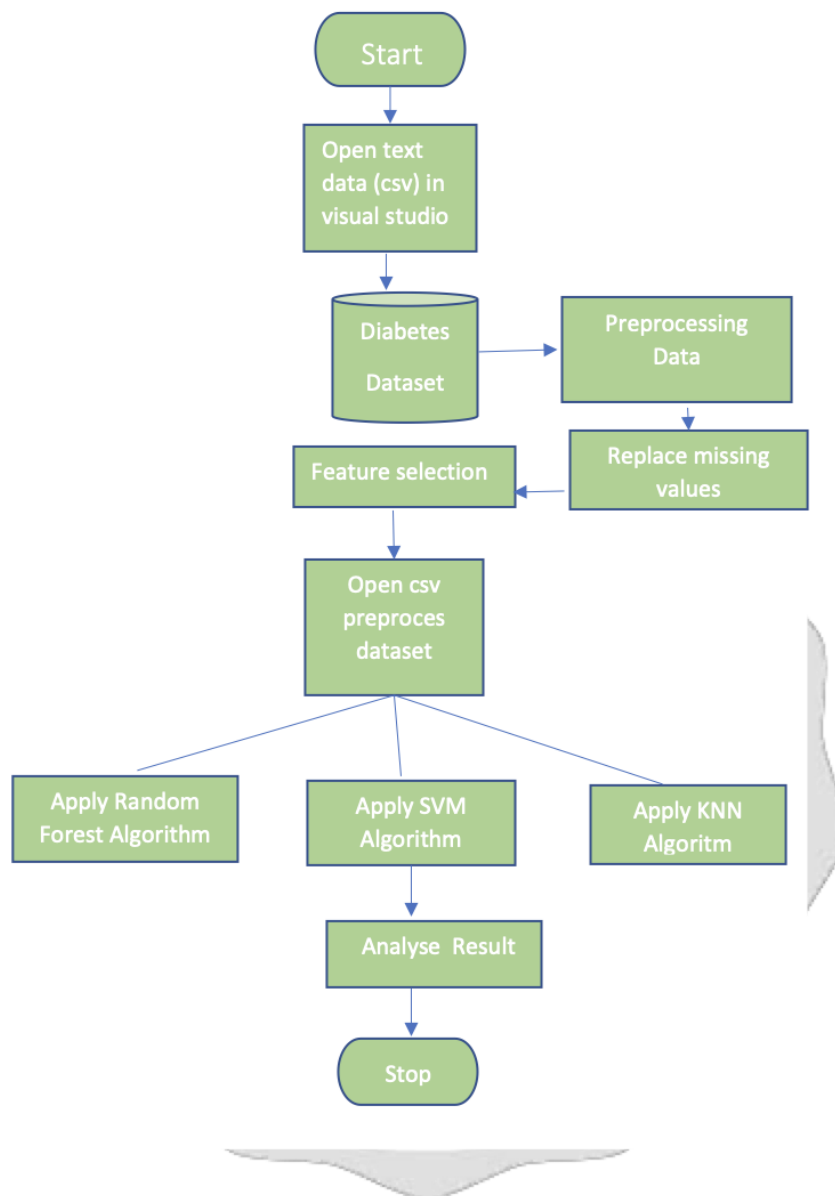 Start
Open text
data (csv) in
visual studio
Diabetes
Dataset
Preprocessing
Data
Replace missing
values
Feature selection
Open csv
preproces
dataset
Apply Random
Forest Algorithm
Apply SVM
Algorithm
Apply KNN
Algoritm
Analyse Result
Stop